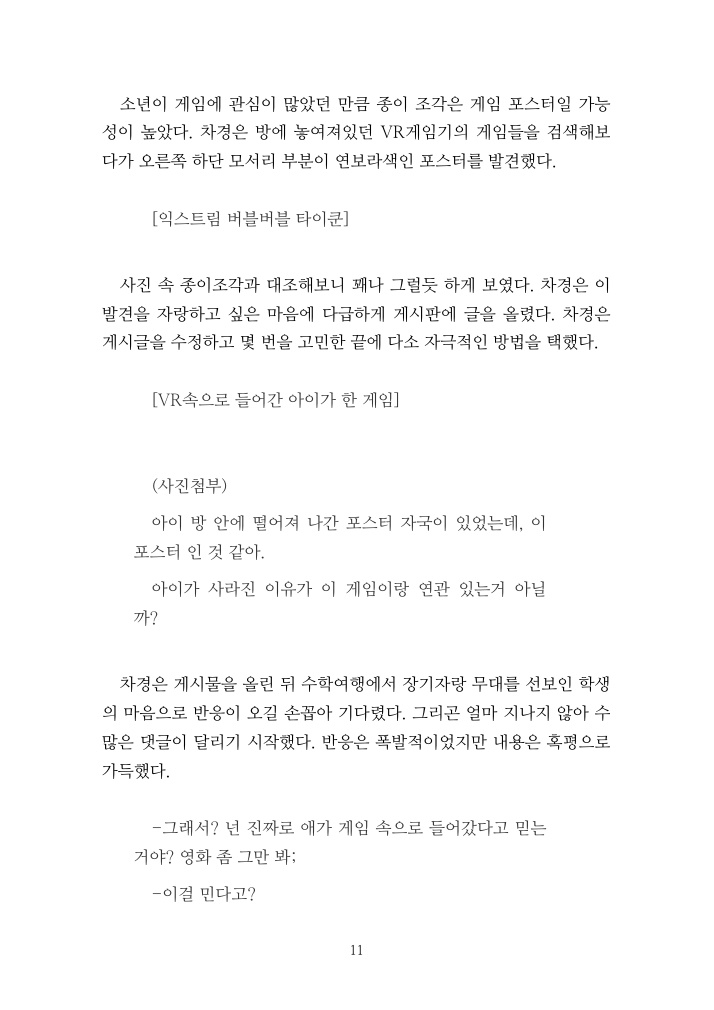 소년이 게임에 관심이 많았던 만큼 종이 조각은 게임 포스터일 가능
성이 높았다. 차경은 방에 놓여져있던 VR게임기의 게임들을 검색해보
다가 오른쪽 하단 모서리 부분이 연보라색인 포스터를 발견했다.
[익스트림 버블버블 타이쿤]
사진 속 종이조각과 대조해보니 꽤나 그럴듯 하게 보였다. 차경은 이
발견을 자랑하고 싶은 마음에 다급하게 게시판에 글을 올렸다. 차경은
게시글을 수정하고 몇 번을 고민한 끝에 다소 자극적인 방법을 택했다.
[VR속으로 들어간 아이가 한 게임]
(사진첨부)
아이 방 안에 떨어져 나간 포스터 자국이 있었는데, 이
포스터 인 것 같아.
아이가 사라진 이유가 이 게임이랑 연관 있는거 아닐
까?
차경은 게시물을 올린 뒤 수학여행에서 장기자랑 무대를 선보인 학생
의 마음으로 반응이 오길 손꼽아 기다렸다. 그리곤 얼마 지나지 않아 수
많은 댓글이 달리기 시작했다. 반응은 폭발적이었지만 내용은 혹평으로
가득했다.
-그래서? 넌 진짜로 애가 게임 속으로 들어갔다고 믿는
거야? 영화 좀 그만 봐;
-이걸 민다고?
11